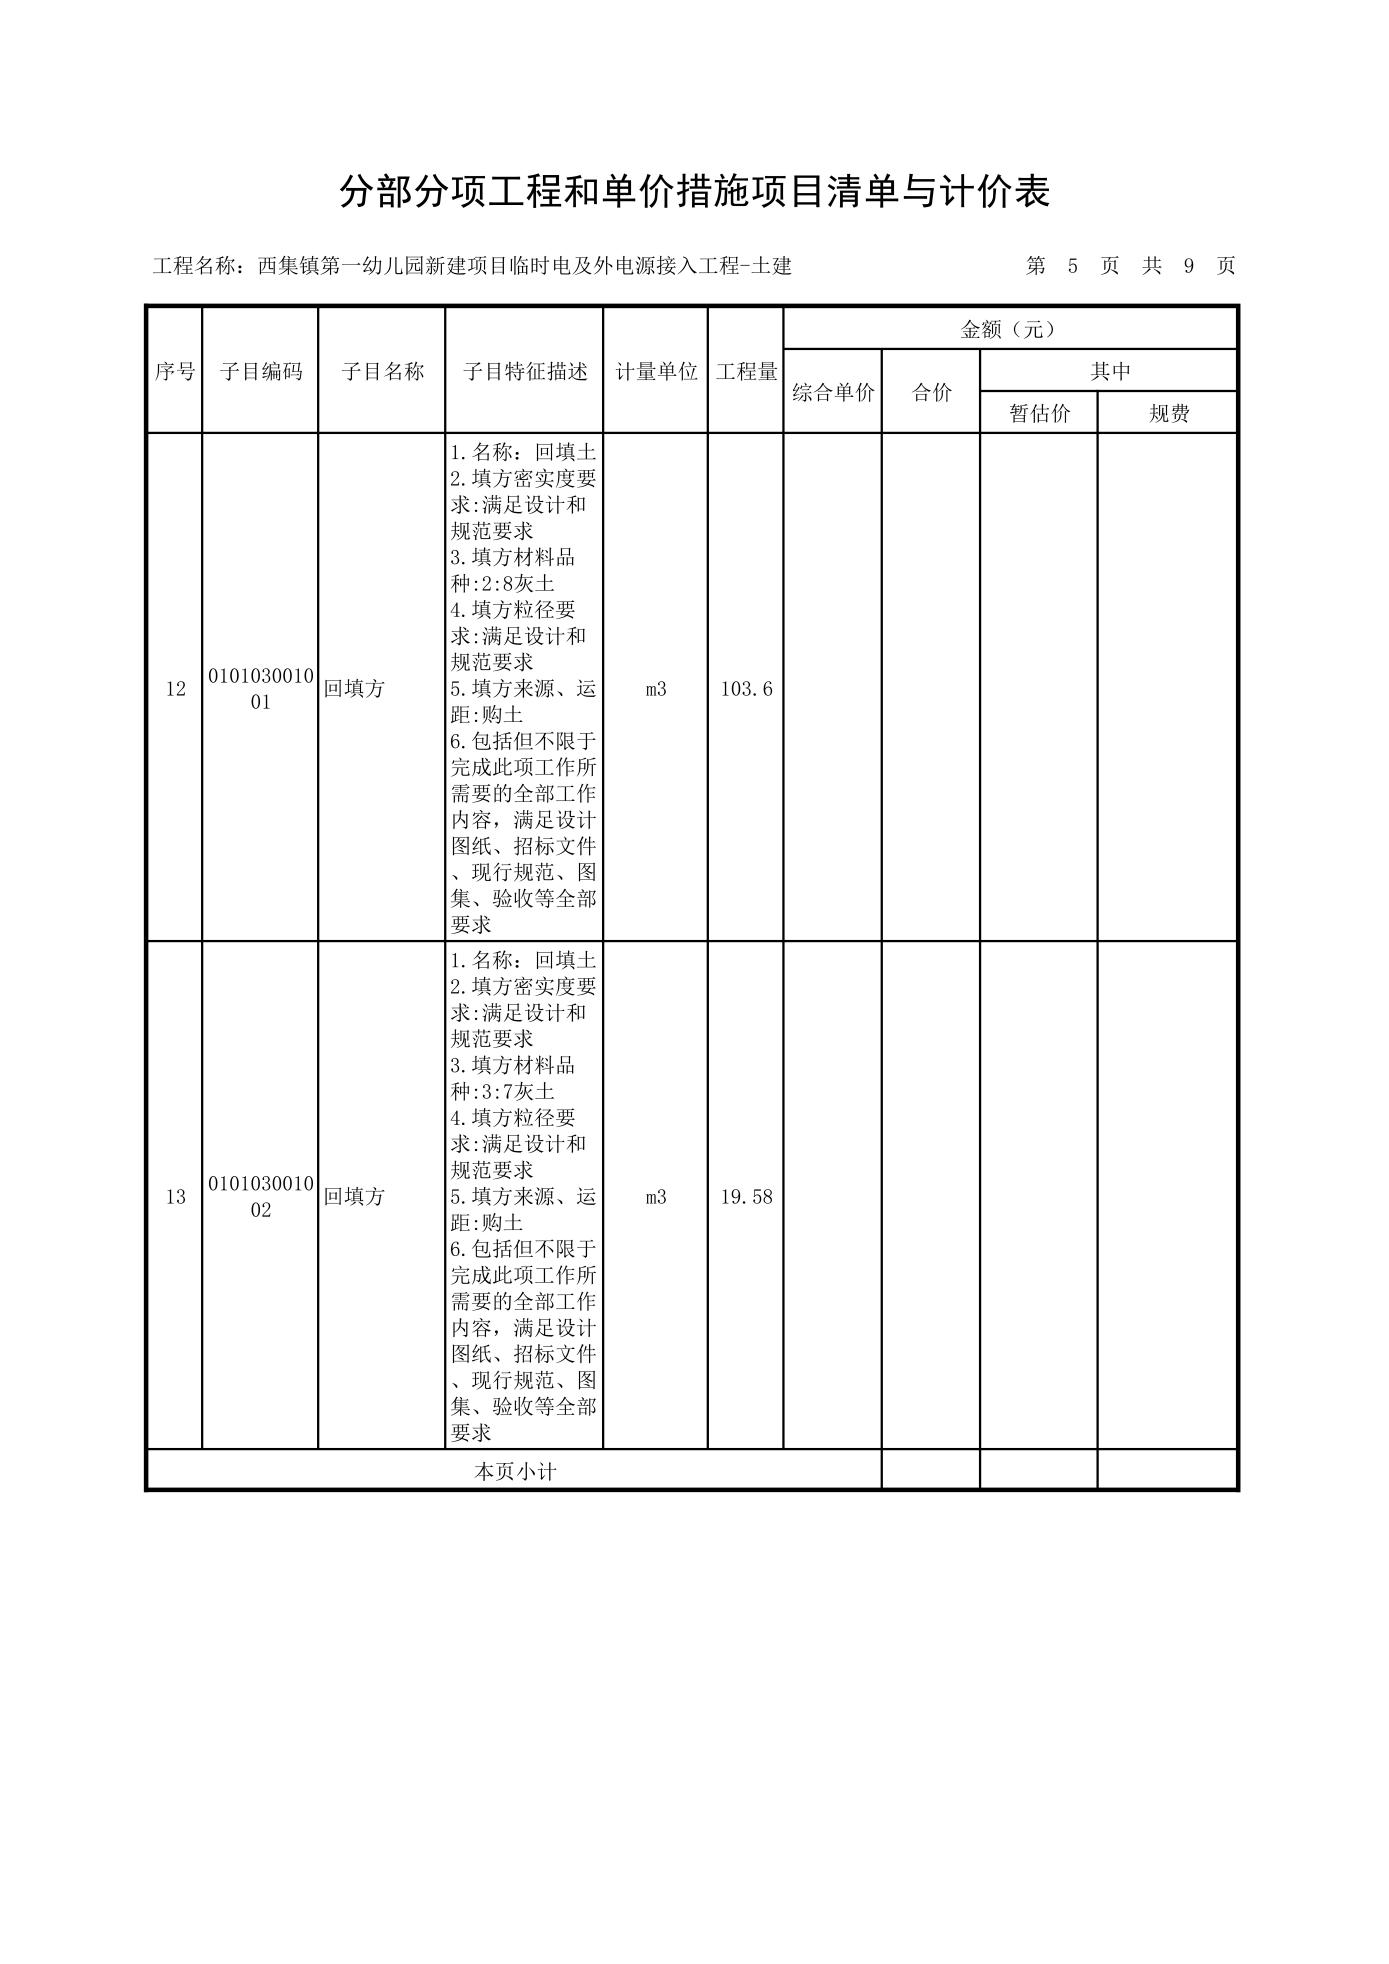 分部分项工程和单价措施项目清单与计价表
工程名称：西集镇第一幼儿园新建项目临时电及外电源接入工程-土建
第 5 页 共 9 页
序号
子目编码
子目名称
子目特征描述
计量单位
工程量
金额（元）
综合单价
合价
其中
暂估价
规费
12
0101030010
01
回填方
1.名称：回填土
2.填方密实度要
求:满足设计和
规范要求
3.填方材料品
种:2:8灰土
4.填方粒径要
求:满足设计和
规范要求
5.填方来源、运
距:购土
6.包括但不限于
完成此项工作所
需要的全部工作
内容，满足设计
图纸、招标文件
、现行规范、图
集、验收等全部
要求
m3
103.6
13
0101030010
02
回填方
1.名称：回填土
2.填方密实度要
求:满足设计和
规范要求
3.填方材料品
种:3:7灰土
4.填方粒径要
求:满足设计和
规范要求
5.填方来源、运
距:购土
6.包括但不限于
完成此项工作所
需要的全部工作
内容，满足设计
图纸、招标文件
、现行规范、图
集、验收等全部
要求
m3
19.58
本页小计